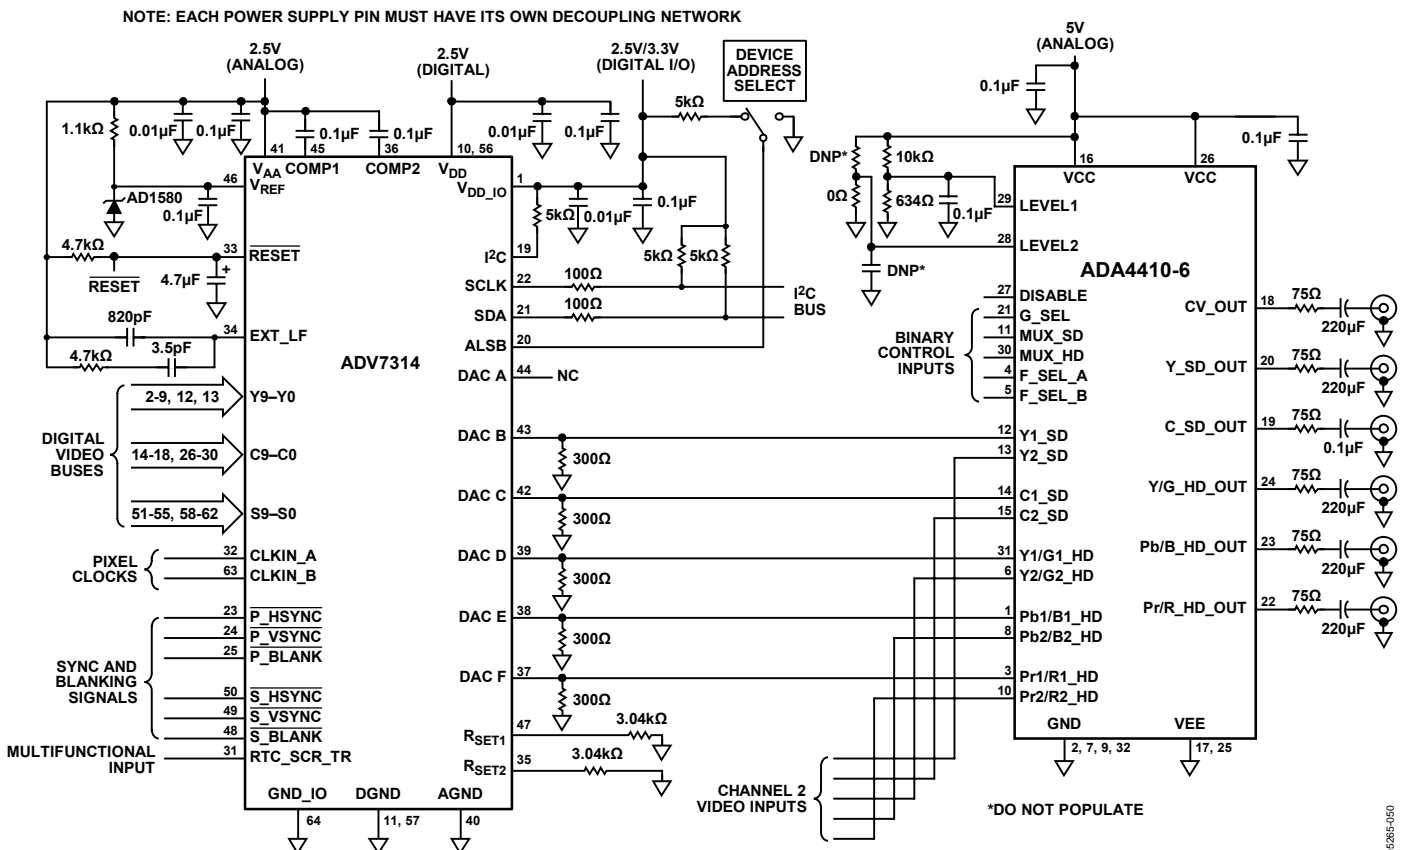 NOTE: EACH POWER SUPPLY PIN MUST HAVE ITS OWN DECOUPLING NETWORK
2.5V
(ANALOG)
2.5V
(DIGITAL)
2.5V/3.3V
(DIGITAL I/O)
DEVICE
ADDRESS
SELECT
5V
(ANALOG)
1.1kΩ
0.01µF
0.1µF
0.1µF
0.1µF
0.01µF
0.1µF
5kΩ
0.1µF
0.1µF
41
45
36
10, 56
VAA
COMP1
COMP2
VDD
VDD_IO
1
46
VREF
AD1580
0.1µF
5kΩ
0.01µF
0.1µF
DNP*
10kΩ
0Ω
634Ω
0.1µF
16
26
VCC
VCC
29
LEVEL1
28
LEVEL2
DNP*
ADA4410-6
4.7kΩ
33
RESET
RESET
4.7µF
+
19
I2C
5kΩ
5kΩ
22
SCLK
100Ω
21
SDA
100Ω
I2C
BUS
820pF
34
EXT_LF
3.5pF
4.7kΩ
20
ALSB
ADV7314
44
DAC A
NC
27
DISABLE
21
G_SEL
11
MUX_SD
30
MUX_HD
4
F_SEL_A
5
F_SEL_B
BINARY
CONTROL
INPUTS
CV_OUT
18
75Ω
220µF
Y_SD_OUT
20
75Ω
220µF
C_SD_OUT
19
75Ω
0.1µF
Y/G_HD_OUT
24
75Ω
220µF
Pb/B_HD_OUT
23
75Ω
220µF
Pr/R_HD_OUT
22
75Ω
220µF
DIGITAL
VIDEO
BUSES
2-9, 12, 13
Y9–Y0
14-18, 26-30
C9–C0
51-55, 58-62
S9–S0
DAC B
43
300Ω
12
Y1_SD
13
Y2_SD
DAC C
42
300Ω
14
C1_SD
15
C2_SD
DAC D
39
300Ω
31
Y1/G1_HD
6
Y2/G2_HD
DAC E
38
300Ω
1
Pb1/B1_HD
8
Pb2/B2_HD
DAC F
37
300Ω
3
Pr1/R1_HD
10
Pr2/R2_HD
PIXEL
CLOCKS
32
CLKIN_A
63
CLKIN_B
SYNC AND
BLANKING
SIGNALS
23
P_HSYNC
24
P_VSYNC
25
P_BLANK
50
S_HSYNC
49
S_VSYNC
48
S_BLANK
MULTIFUNCTIONAL
INPUT
31
RTC_SCR_TR
RSET1
47
3.04kΩ
RSET2
35
3.04kΩ
GND_IO
DGND
AGND
64
11, 57
40
GND
VEE
2, 7, 9, 32
17, 25
CHANNEL 2
VIDEO INPUTS
*DO NOT POPULATE
05265-050